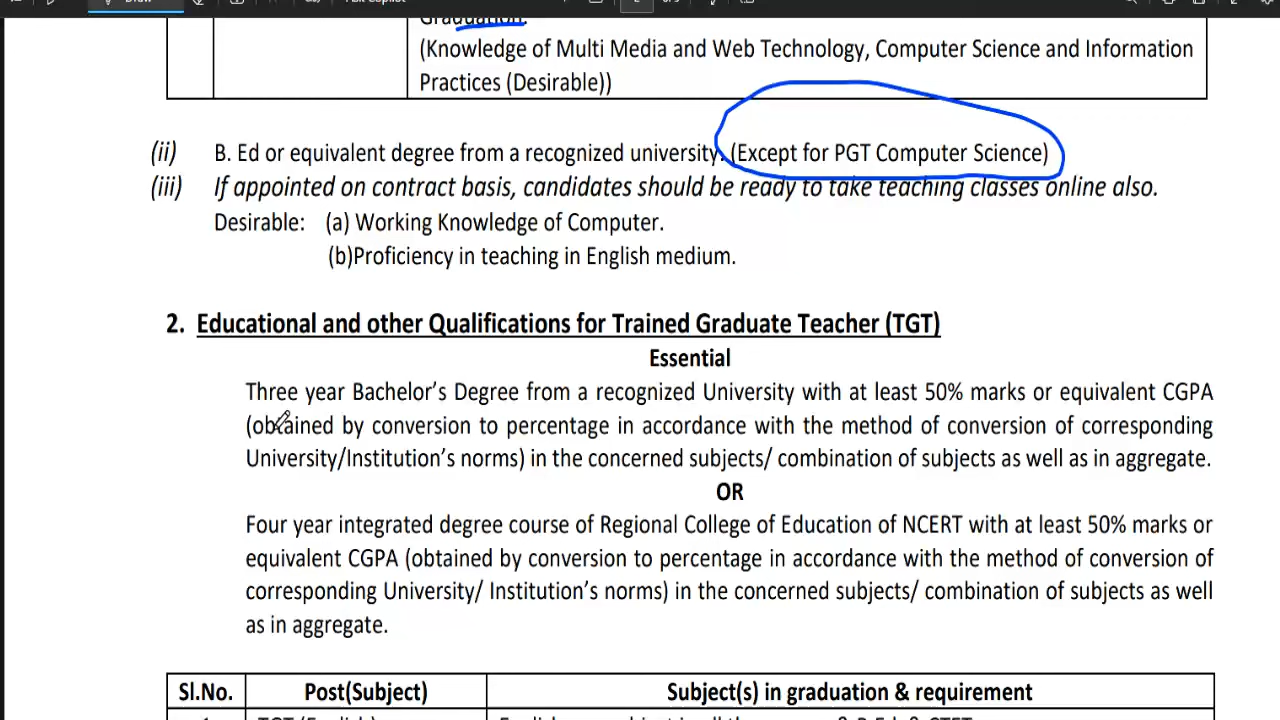 Draw
Graduation.
(Knowledge of Multi Media and Web Technology, Computer Science and Information
Practices (Desirable))
(ii) B. Ed or equivalent degree from a recognized university. (Except for PGT Computer Science)
(iii) If appointed on contract basis, candidates should be ready to take teaching classes online also.
Desirable: (a) Working Knowledge of Computer.
(b)Proficiency in teaching in English medium.
2. Educational and other Qualifications for Trained Graduate Teacher (TGT)
Essential
Three year Bachelor's Degree from a recognized University with at least 50% marks or equivalent CGPA
(obtained by conversion to percentage in accordance with the method of conversion of corresponding
University/Institution's norms) in the concerned subjects/ combination of subjects as well as in aggregate.
OR
Four year integrated degree course of Regional College of Education of NCERT with at least 50% marks or
equivalent CGPA (obtained by conversion to percentage in accordance with the method of conversion of
corresponding University/ Institution's norms) in the concerned subjects/ combination of subjects as well
as in aggregate.
Sl.No. Post(Subject) Subject(s) in graduation & requirement